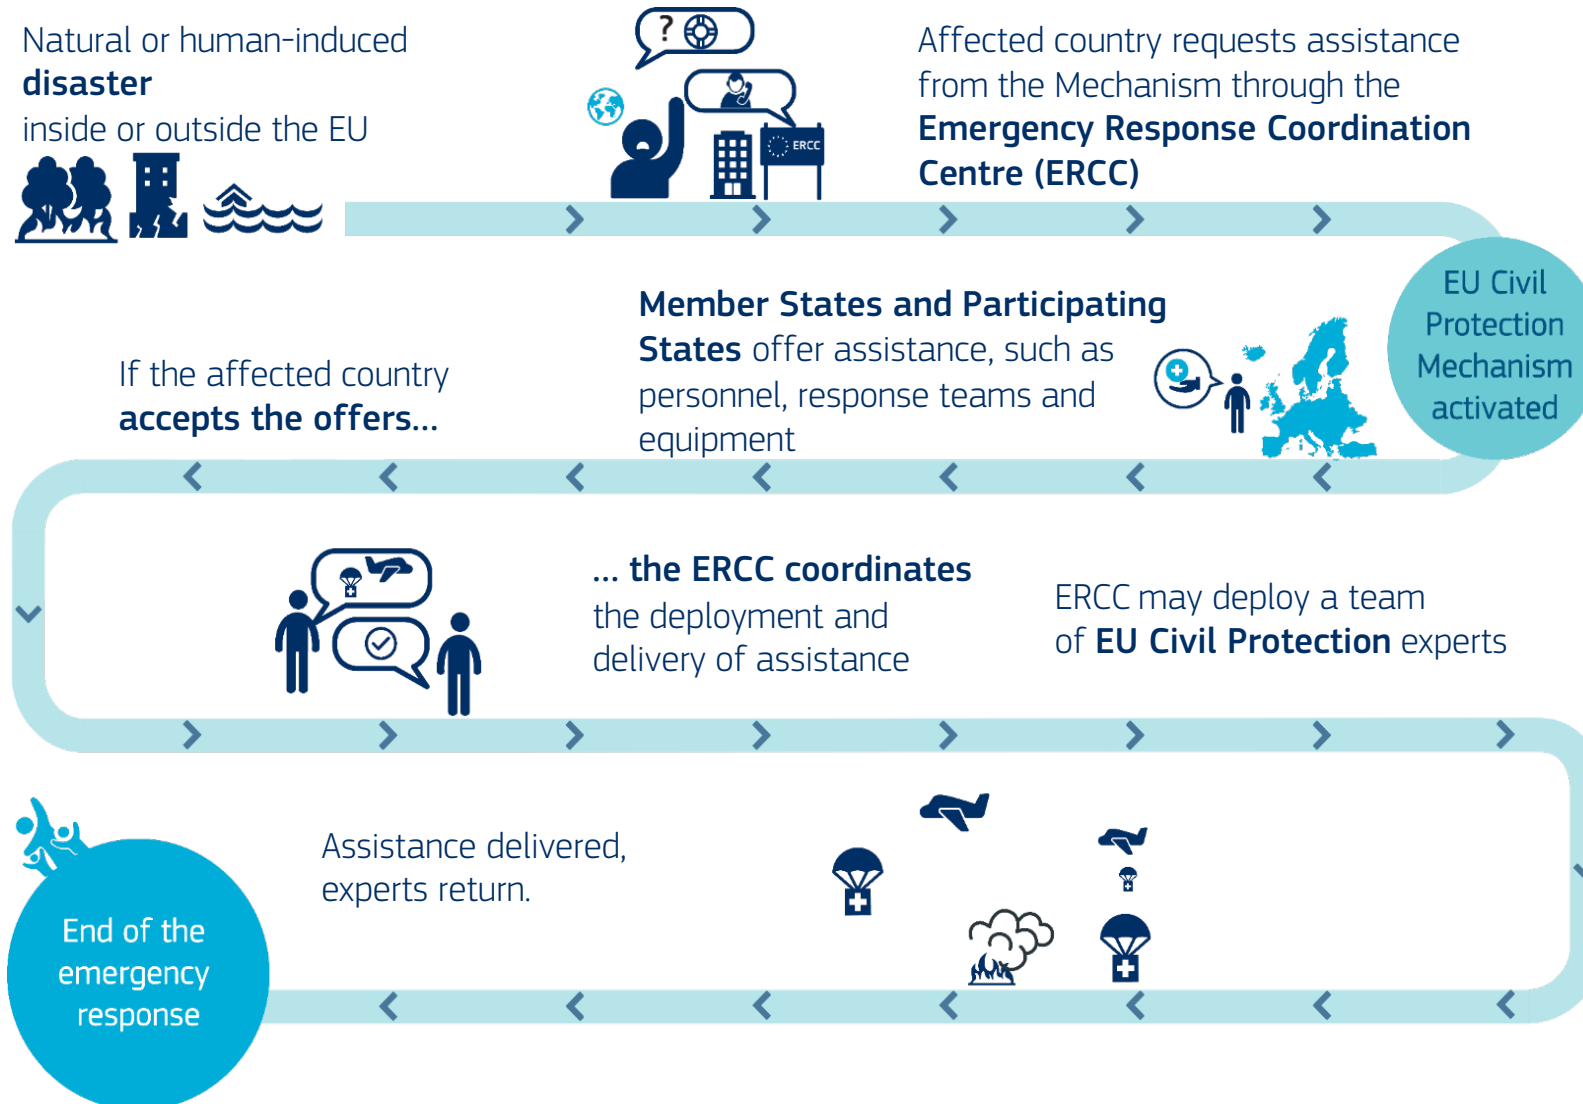 Natural or human-induced
disaster
inside or outside the EU
?
ERCC
Affected country requests assistance
from the Mechanism through the
Emergency Response Coordination
Centre (ERCC)
EU Civil
Protection
Mechanism
activated
Member States and Participating
States offer assistance, such as
personnel, response teams and
equipment
If the affected country
accepts the offers...
... the ERCC coordinates
the deployment and
delivery of assistance
ERCC may deploy a team
of EU Civil Protection experts
Assistance delivered,
experts return.
End of the
emergency
response